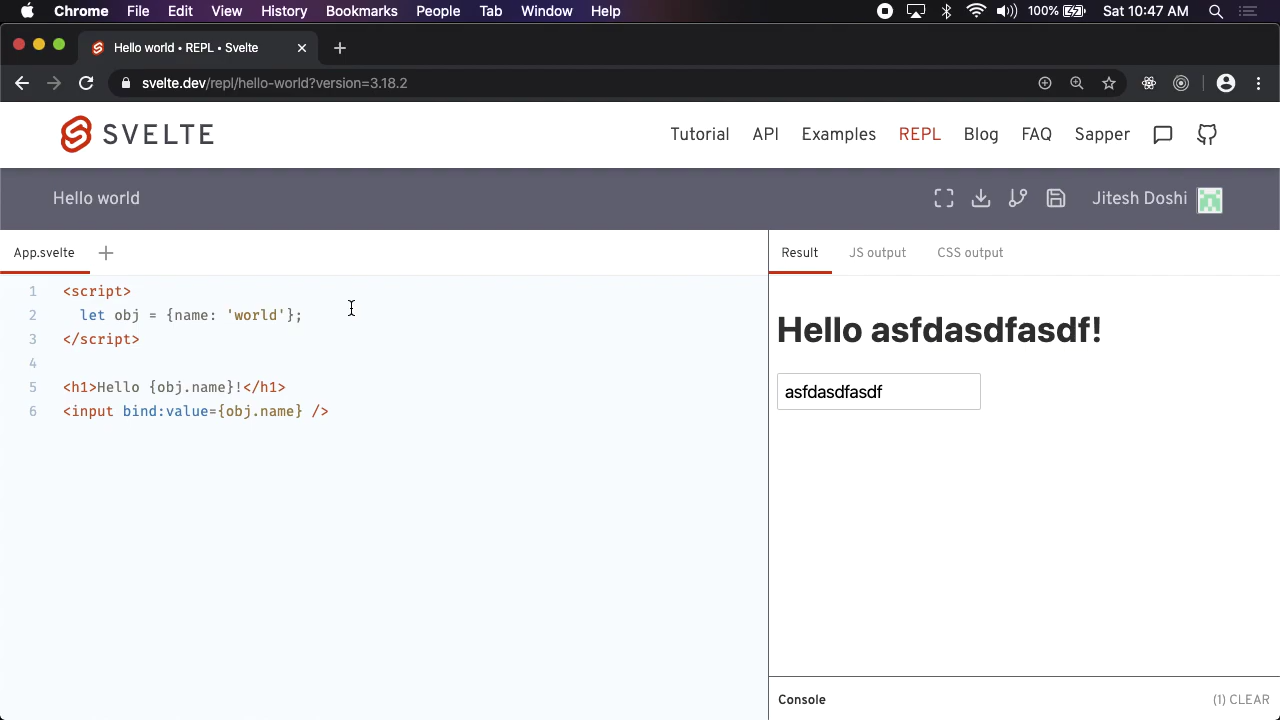 Chrome File Edit View History Bookmarks People Tab Window Help 100% Sat 10:47 AM
Hello world • REPL • Svelte
svelte.dev/repl/hello-world?version=3.18.2
SVELTE Tutorial API Examples REPL Blog FAQ Sapper
Hello world Jitesh Doshi
App.svelte Result JS output CSS output
1 <script>
2 let obj = {name: 'world'};
3 </script>
4
5 <h1>Hello {obj.name}!</h1>
6 <input bind:value={obj.name} />
Hello asfdasdfasdf!
asfdasdfasdf
Console (1) CLEAR